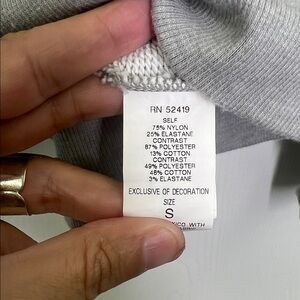 RN 52419
SELF
75% NYLON
25% ELASTANE
CONTRAST
87% POLYESTER
13% COTTON
CONTRAST
49% POLYESTER
48% COTTON
3% ELASTANE
EXCLUSIVE OF DECORATION
SIZE
S
WITH